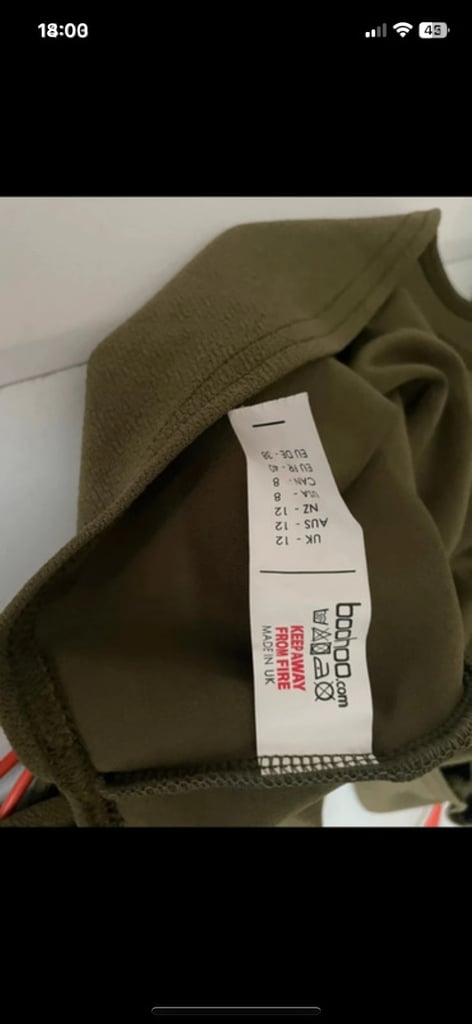 18:00
45
boohoo.com
KEEP AWAY
FROM FIRE
MADE IN UK
UK - 12
AUS - 12
NZ - 12
USA - 8
CAN - 8
EU FR - 40
EU DE - 38